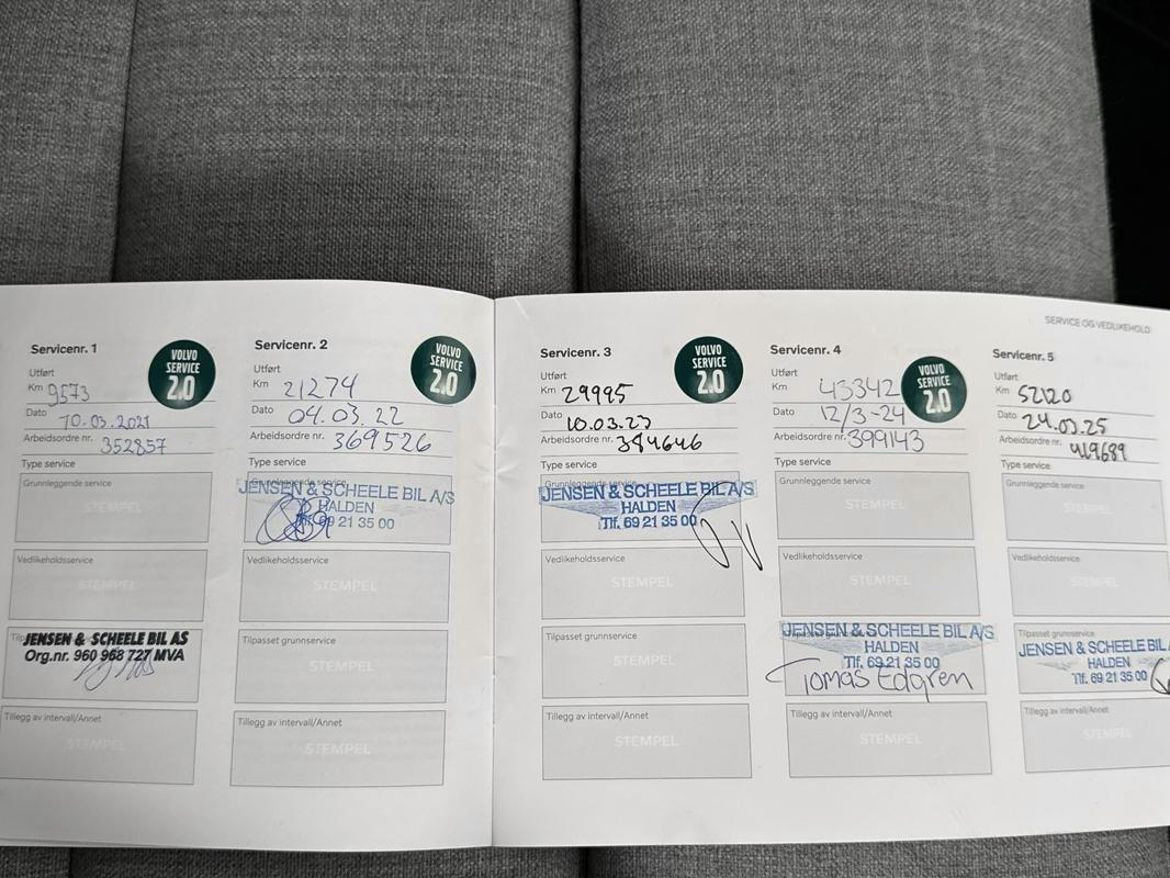 SERVICE OG VEDLIKEHOLD
Servicenr. 1
VOLVO SERVICE 2.0
Utført
Km 9573
Dato 10.03.2021
Arbeidsordre nr. 352857
Type service
Grunnleggende service
STEMPEL
Vedlikeholdsservice
STEMPEL
JENSEN & SCHEELE BIL AS
Org.nr. 960 968 727 MVA
Tillegg av intervall/Annet
STEMPEL
Servicenr. 2
VOLVO SERVICE 2.0
Utført
Km 21274
Dato 04.03.22
Arbeidsordre nr. 369526
Type service
Grunnleggende service
JENSEN & SCHEELE BIL A/S
HALDEN
Tlf. 69 21 35 00
Vedlikeholdsservice
STEMPEL
Tilpasset grunnservice
STEMPEL
Tillegg av intervall/Annet
STEMPEL
Servicenr. 3
VOLVO SERVICE 2.0
Utført
Km 29995
Dato 10.03.23
Arbeidsordre nr. 384646
Type service
JENSEN & SCHEELE BIL A/S
HALDEN
Tlf. 69 21 35 00
Vedlikeholdsservice
STEMPEL
Tilpasset grunnservice
STEMPEL
Tillegg av intervall/Annet
STEMPEL
Servicenr. 4
VOLVO SERVICE 2.0
Utført
Km 43342
Dato 12/3-24
Arbeidsordre nr. 399143
Type service
Grunnleggende service
STEMPEL
Vedlikeholdsservice
STEMPEL
JENSEN & SCHEELE BIL A/S
HALDEN
Tlf. 69 21 35 00
Tomas Edgren
Tillegg av intervall/Annet
STEMPEL
Servicenr. 5
Utført
Km 52120
Dato 24.03.25
Arbeidsordre nr. 419689
Type service
Grunnleggende service
STEMPEL
Vedlikeholdsservice
STEMPEL
Tilpasset grunnservice
JENSEN & SCHEELE BIL
HALDEN
Tlf. 69 21 35 00
Tillegg av intervall/Annet
STEMPEL